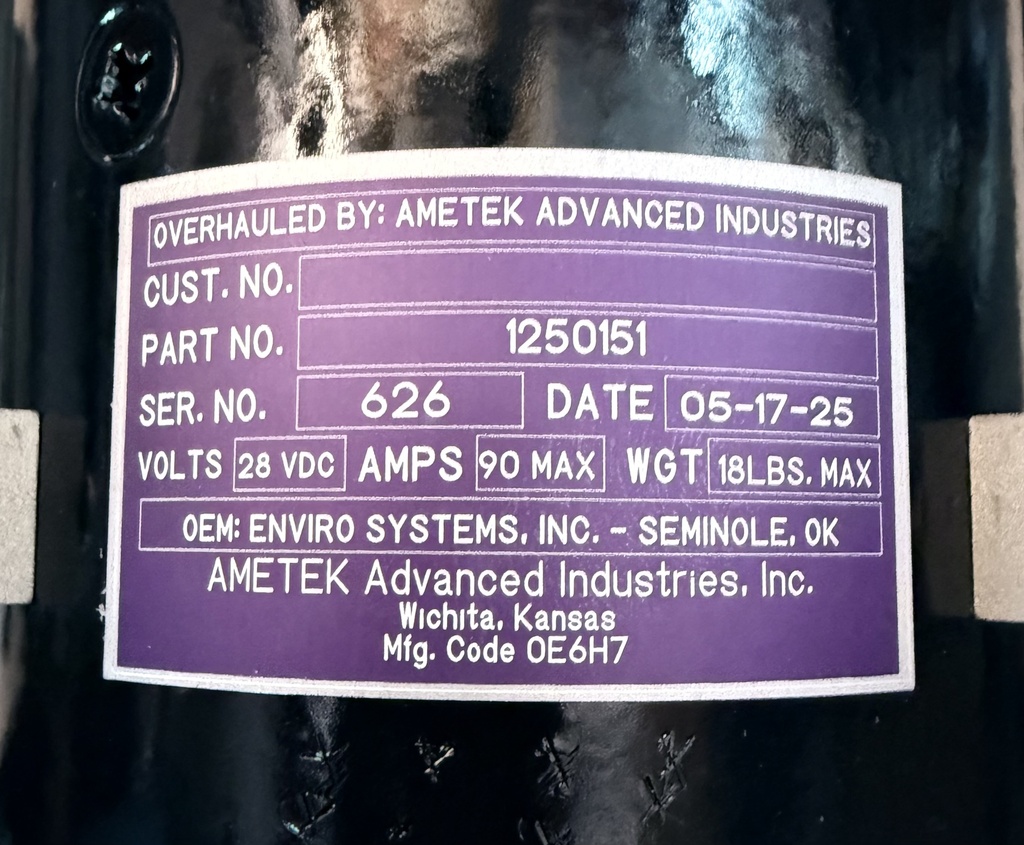 OVERHAULED BY: AMETEK ADVANCED INDUSTRIES
CUST. NO.
PART NO. 1250151
SER. NO. 626 DATE 05-17-25
VOLTS 28 VDC AMPS 90 MAX WGT 18LBS. MAX
OEM: ENVIRO SYSTEMS, INC. - SEMINOLE, OK
AMETEK Advanced Industries, Inc.
Wichita, Kansas
Mfg. Code 0E6H7